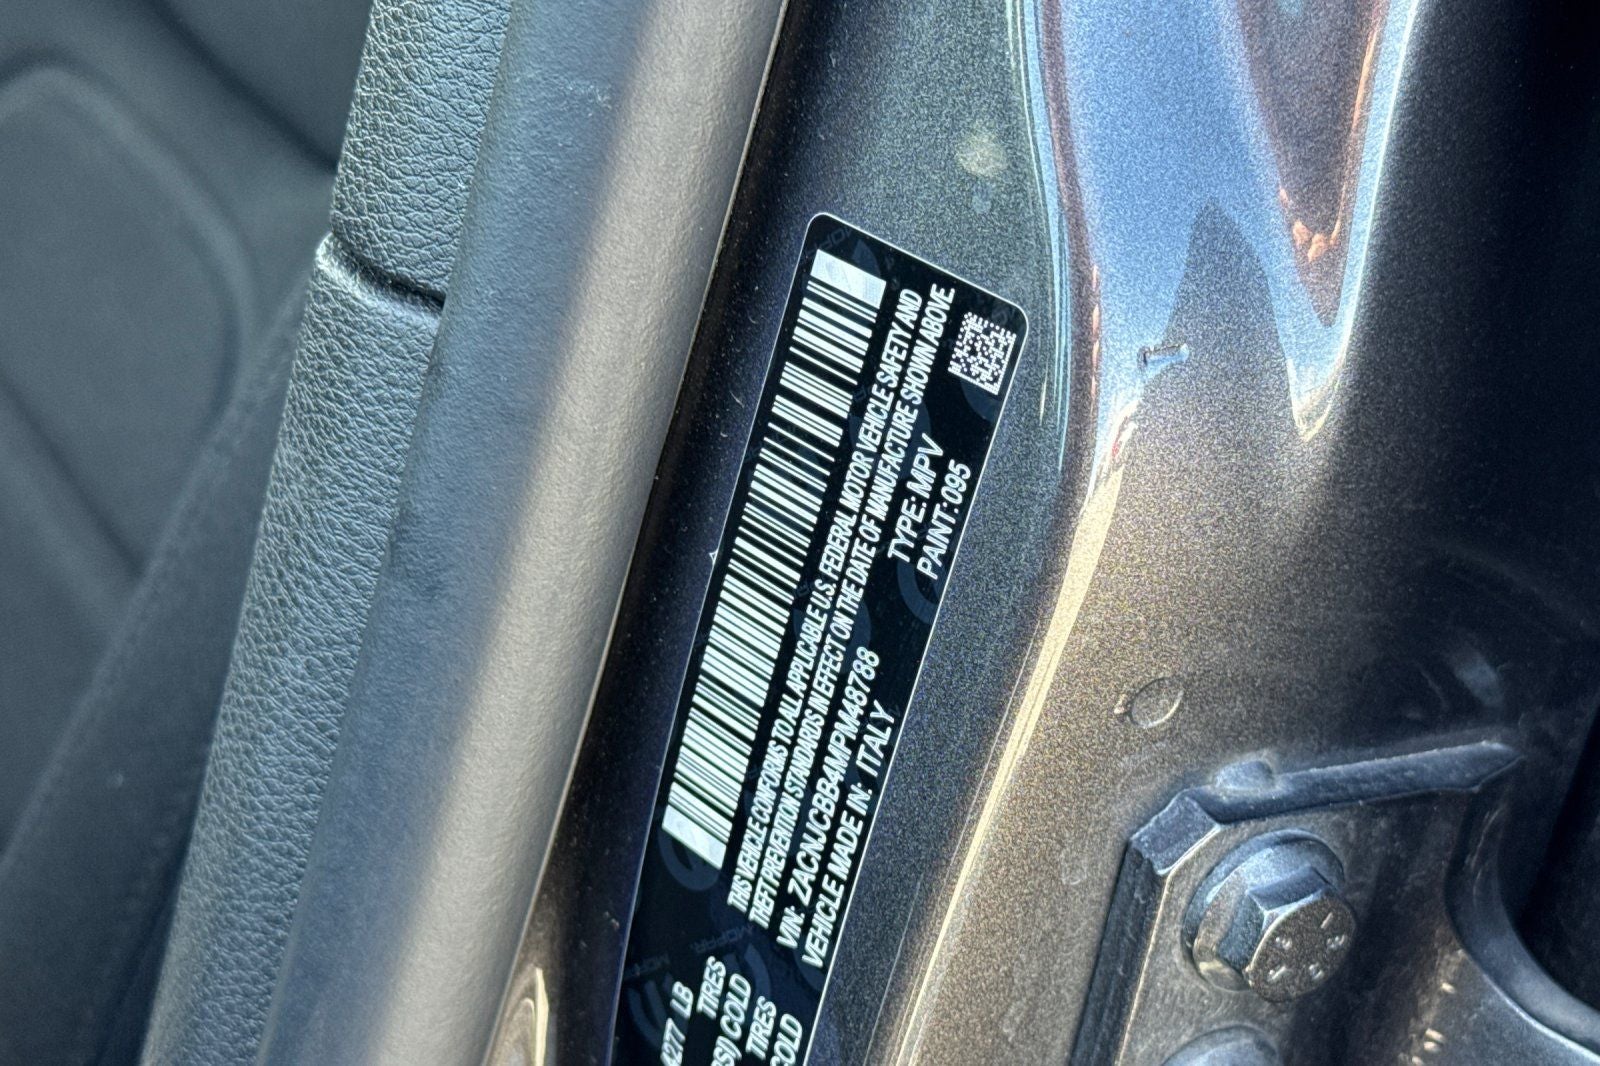 4277 LB
TIRES
PSI) COLD
TIRES
COLD
THIS VEHICLE CONFORMS TO ALL APPLICABLE U.S. FEDERAL MOTOR VEHICLE SAFETY AND
THEFT PREVENTION STANDARDS IN EFFECT ON THE DATE OF MANUFACTURE SHOWN ABOVE.
VIN: ZACNJCBB4MPM48788
TYPE: MPV
VEHICLE MADE IN: ITALY
PAINT: 095